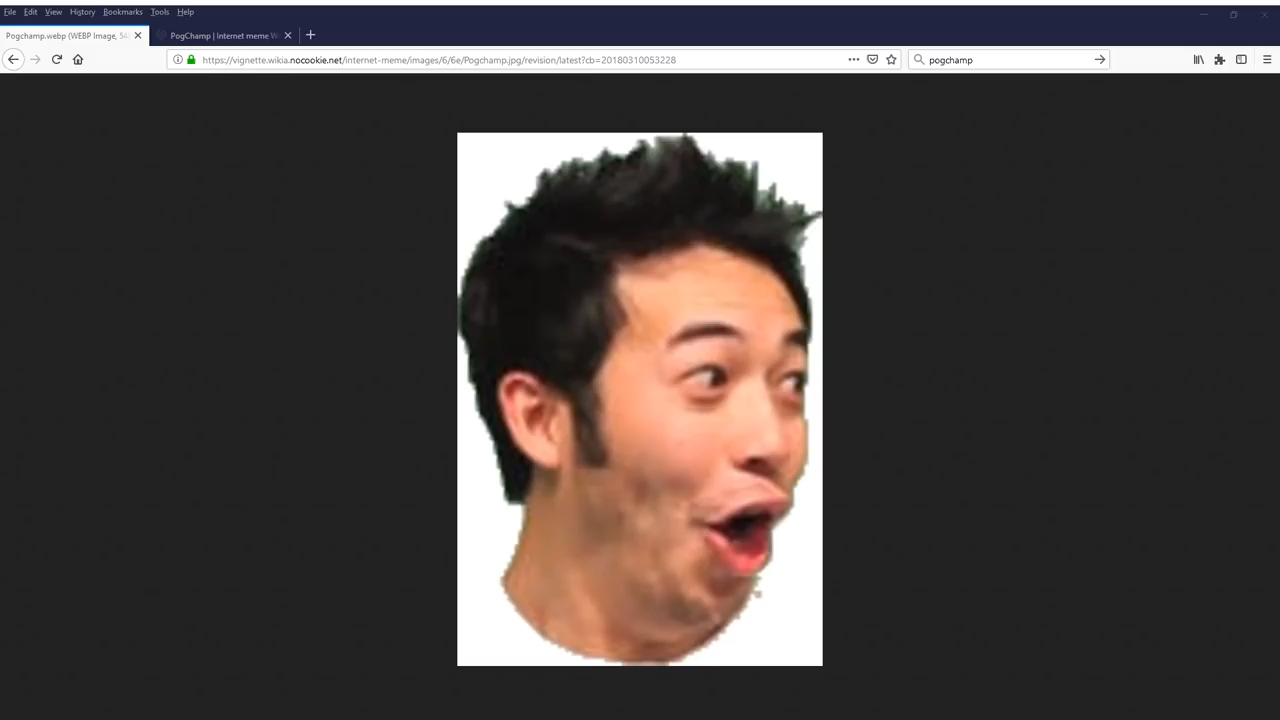 File Edit View History Bookmarks Tools Help
Pogchamp.webp (WEBP Image, 54
PogChamp | Internet meme W
https://vignette.wikia.nocookie.net/internet-meme/images/6/6e/Pogchamp.jpg/revision/latest?cb=20180310053228
pogchamp